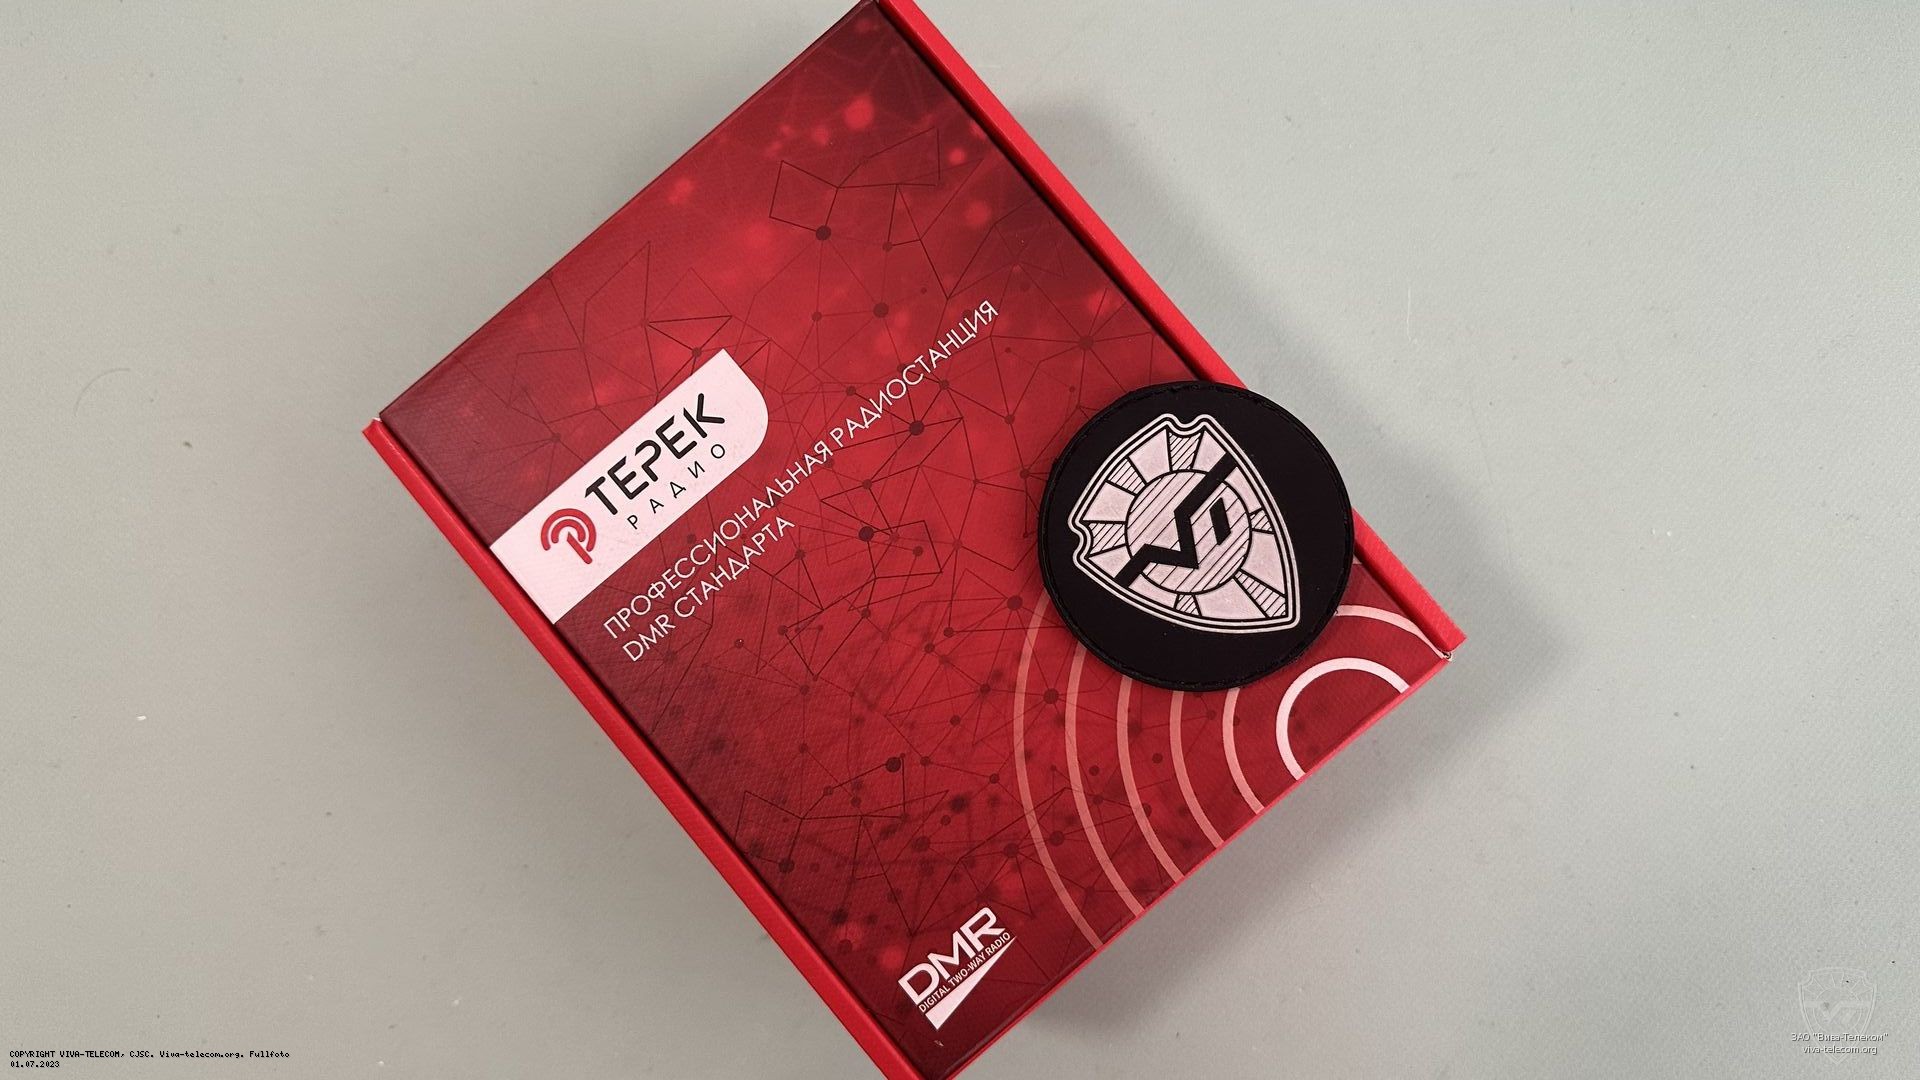 ТЕРЕК
РАДИО
ПРОФЕССИОНАЛЬНАЯ РАДИОСТАНЦИЯ
DMR СТАНДАРТА
DMR
DIGITAL TWO-WAY RADIO
COPYRIGHT VIVA-TELECOM, CJSC. Viva-telecom.org. Fullfoto
01.07.2023
ЗАО "Вива-Телеком"
viva-telecom.org